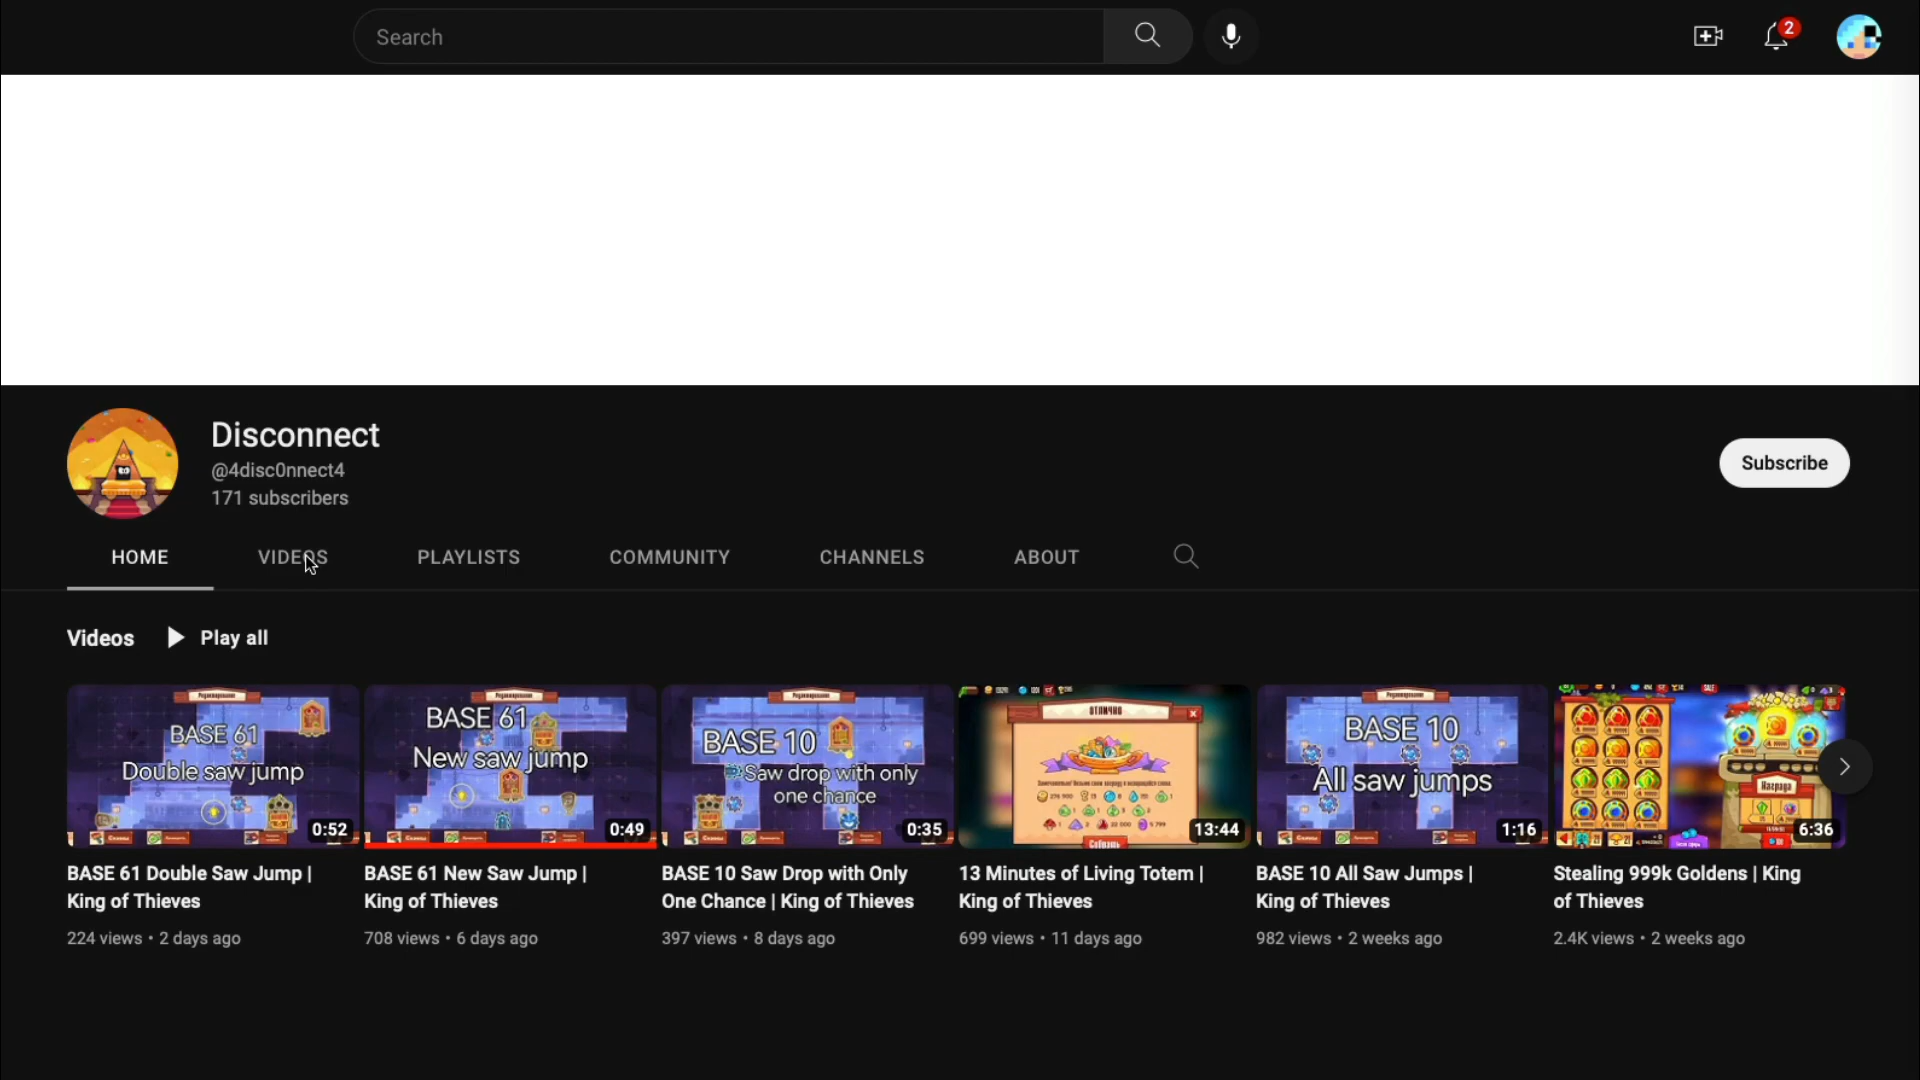 Search
2
Disconnect
@4disc0nnect4
171 subscribers
Subscribe
HOME
VIDEOS
PLAYLISTS
COMMUNITY
CHANNELS
ABOUT
Videos
Play all
BASE 61
Double saw jump
0:52
BASE 61
New saw jump
0:49
BASE 10
Saw drop with only
one chance
0:35
ОТЛИЧНО
Собрать
13:44
BASE 10
All saw jumps
1:16
Награда
6:36
BASE 61 Double Saw Jump |
King of Thieves
224 views • 2 days ago
BASE 61 New Saw Jump |
King of Thieves
708 views • 6 days ago
BASE 10 Saw Drop with Only
One Chance | King of Thieves
397 views • 8 days ago
13 Minutes of Living Totem |
King of Thieves
699 views • 11 days ago
BASE 10 All Saw Jumps |
King of Thieves
982 views • 2 weeks ago
Stealing 999k Goldens | King
of Thieves
2.4K views • 2 weeks ago